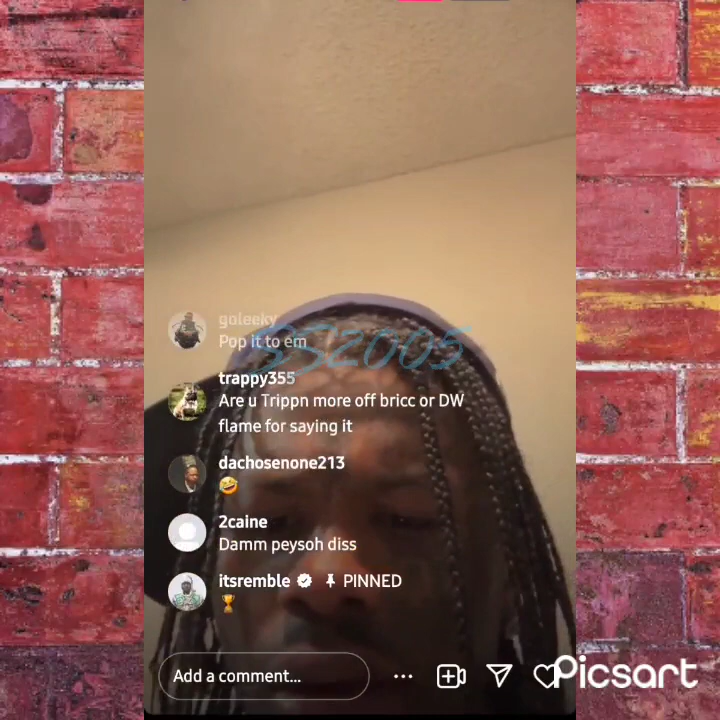 goleeky
Pop it to em
SS2005
trappy355
Are u Trippn more off bricc or DW
flame for saying it
dachosenone213
🤣
2caine
Damm peysoh diss
itsremble PINNED
🏆
Add a comment...
Picsart